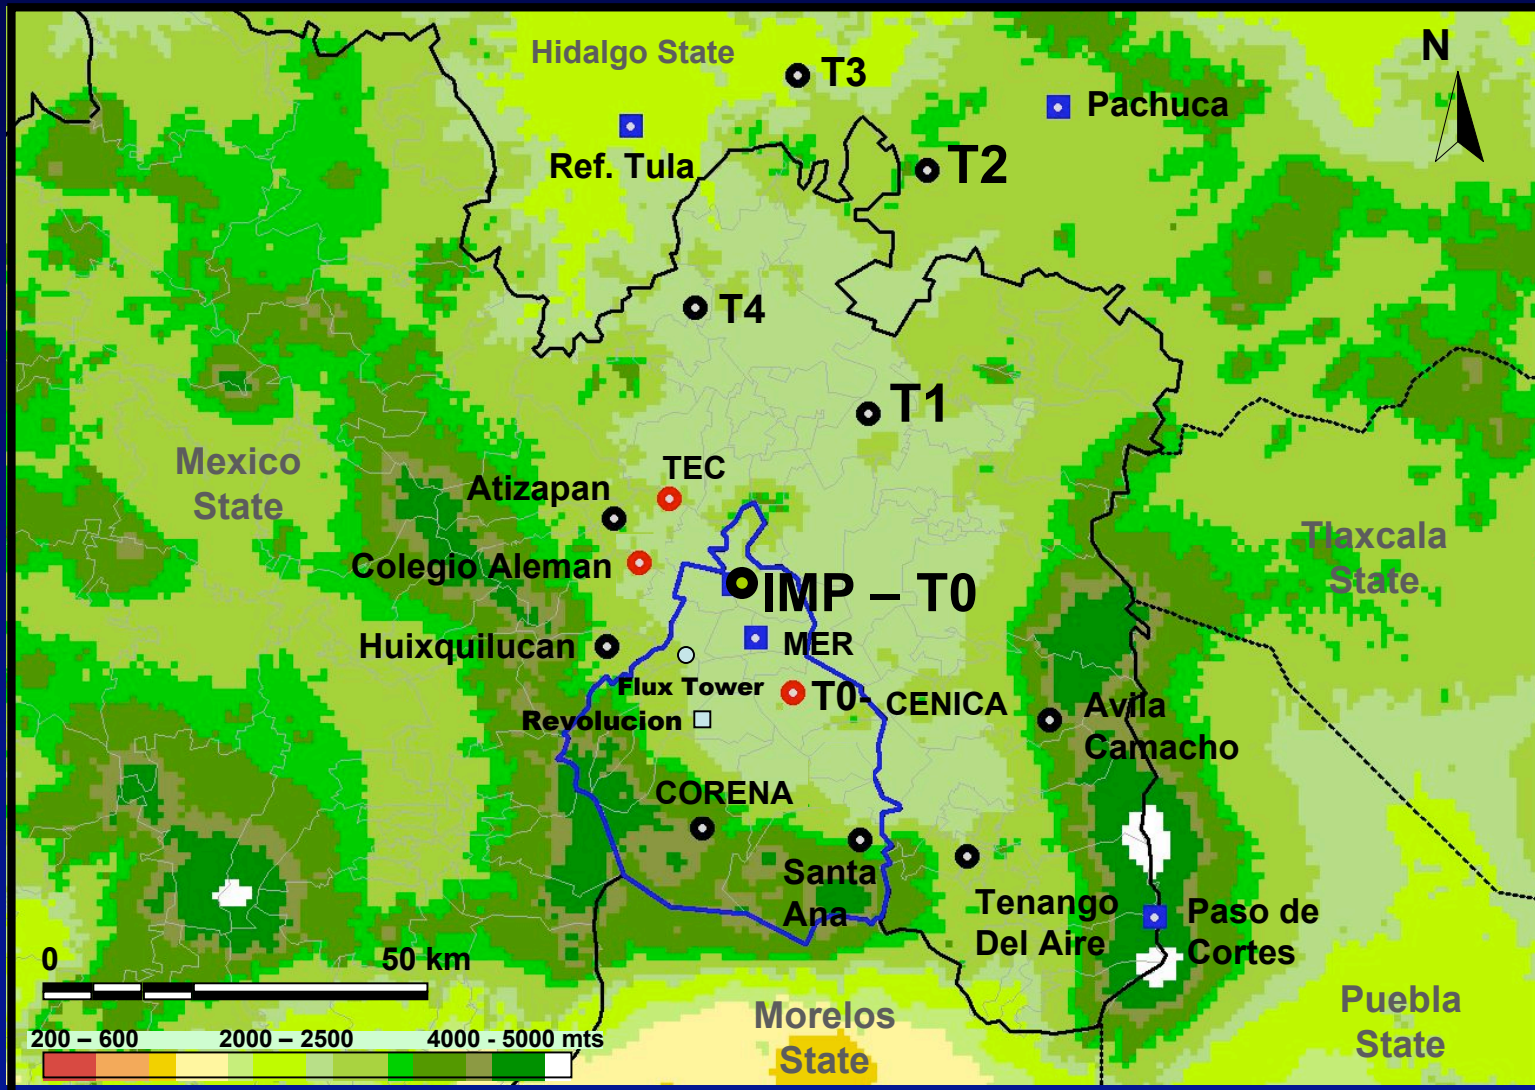 Hidalgo State
T3
N
Pachuca
Ref. Tula
T2
T4
T1
Mexico
State
TEC
Atizapan
Tlaxcala
State
Colegio Aleman
IMP – T0
Huixquilucan
MER
Flux Tower
T0- CENICA
Revolucion
Avila
Camacho
CORENA
Santa
Ana
Tenango
Del Aire
Paso de
Cortes
0 50 km
Morelos
State
Puebla
State
200 – 600 2000 – 2500 4000 - 5000 mts